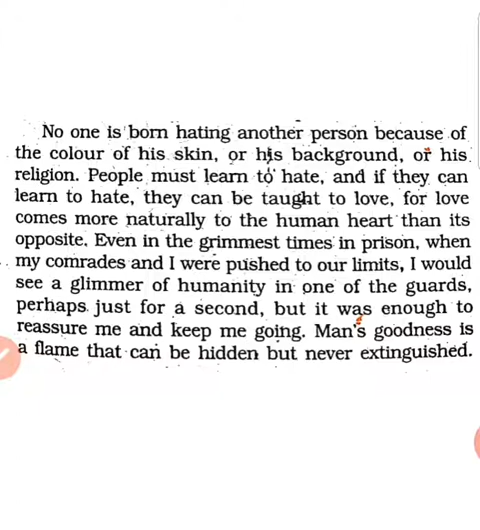 No one is born hating another person because of
the colour of his skin, or his background, or his
religion. People must learn to hate, and if they can
learn to hate, they can be taught to love, for love
comes more naturally to the human heart than its
opposite. Even in the grimmest times in prison, when
my comrades and I were pushed to our limits, I would
see a glimmer of humanity in one of the guards,
perhaps just for a second, but it was enough to
reassure me and keep me going. Man's goodness is
a flame that can be hidden but never extinguished.